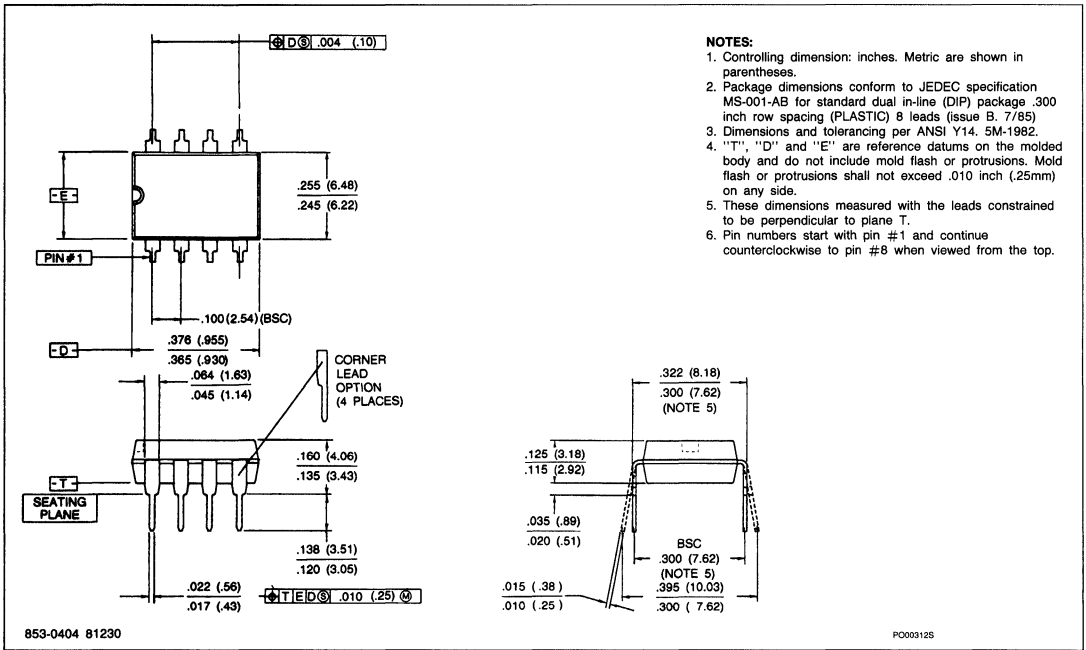 ⌖ D Ⓢ .004 (.10)
- E -
.255 (6.48)
.245 (6.22)
PIN #1
.100 (2.54) (BSC)
- D -
.376 (.955)
.365 (.930)
.064 (1.63)
.045 (1.14)
CORNER
LEAD
OPTION
(4 PLACES)
.160 (4.06)
.135 (3.43)
- T -
SEATING
PLANE
.138 (3.51)
.120 (3.05)
.022 (.56)
.017 (.43)
⌖ T E D Ⓢ .010 (.25) Ⓜ
853-0404 81230
NOTES:
1. Controlling dimension: inches. Metric are shown in
parentheses.
2. Package dimensions conform to JEDEC specification
MS-001-AB for standard dual in-line (DIP) package .300
inch row spacing (PLASTIC) 8 leads (issue B. 7/85)
3. Dimensions and tolerancing per ANSI Y14. 5M-1982.
4. "T", "D" and "E" are reference datums on the molded
body and do not include mold flash or protrusions. Mold
flash or protrusions shall not exceed .010 inch (.25mm)
on any side.
5. These dimensions measured with the leads constrained
to be perpendicular to plane T.
6. Pin numbers start with pin #1 and continue
counterclockwise to pin #8 when viewed from the top.
.322 (8.18)
.300 (7.62)
(NOTE 5)
.125 (3.18)
.115 (2.92)
.035 (.89)
.020 (.51)
BSC
.300 (7.62)
(NOTE 5)
.395 (10.03)
.300 ( 7.62)
.015 (.38 )
.010 (.25 )
PO00312S